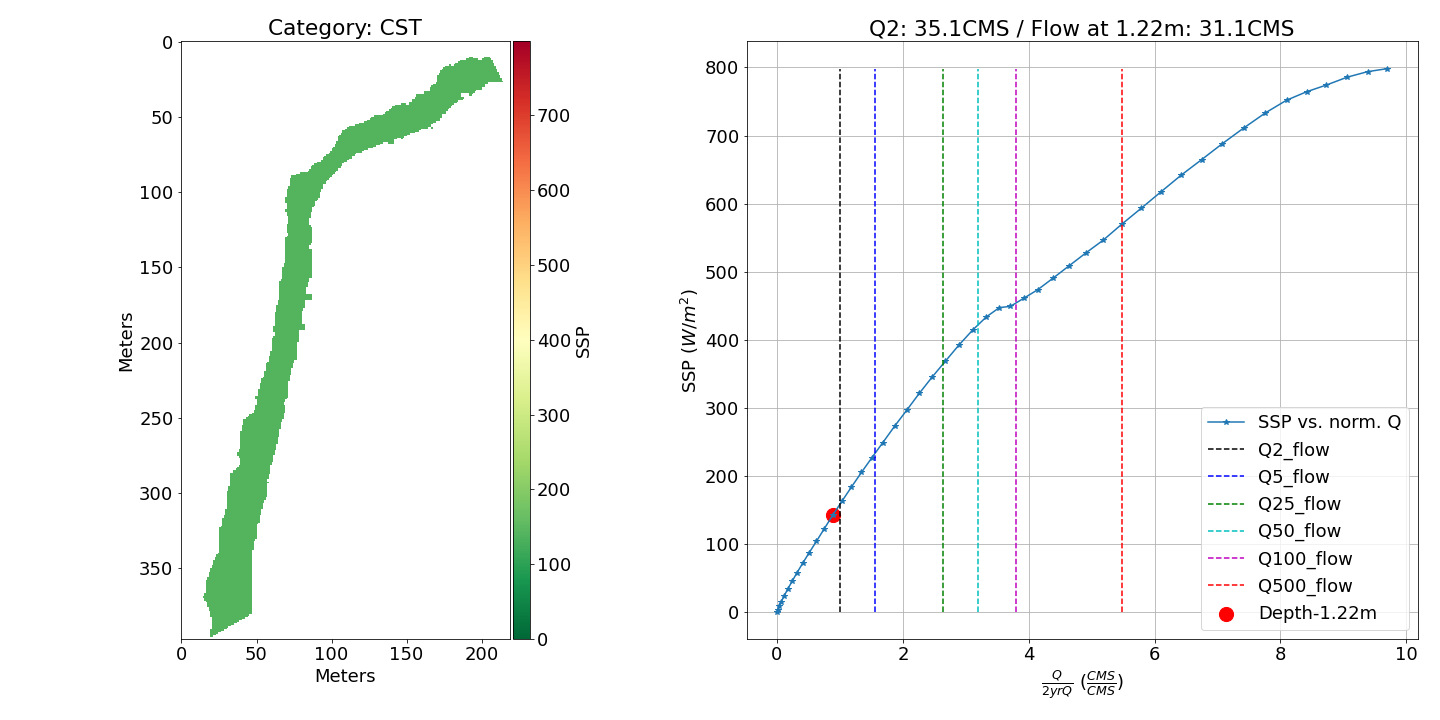 Category: CST
0
50
100
150
200
250
300
350
Meters
0
50
100
150
200
Meters
700
600
500
400
300
200
100
0
SSP
Q2: 35.1CMS / Flow at 1.22m: 31.1CMS
800
700
600
500
400
300
200
100
0
SSP (W/m²)
0
2
4
6
8
10
Q/2yrQ (CMS/CMS)
SSP vs. norm. Q
Q2_flow
Q5_flow
Q25_flow
Q50_flow
Q100_flow
Q500_flow
Depth-1.22m